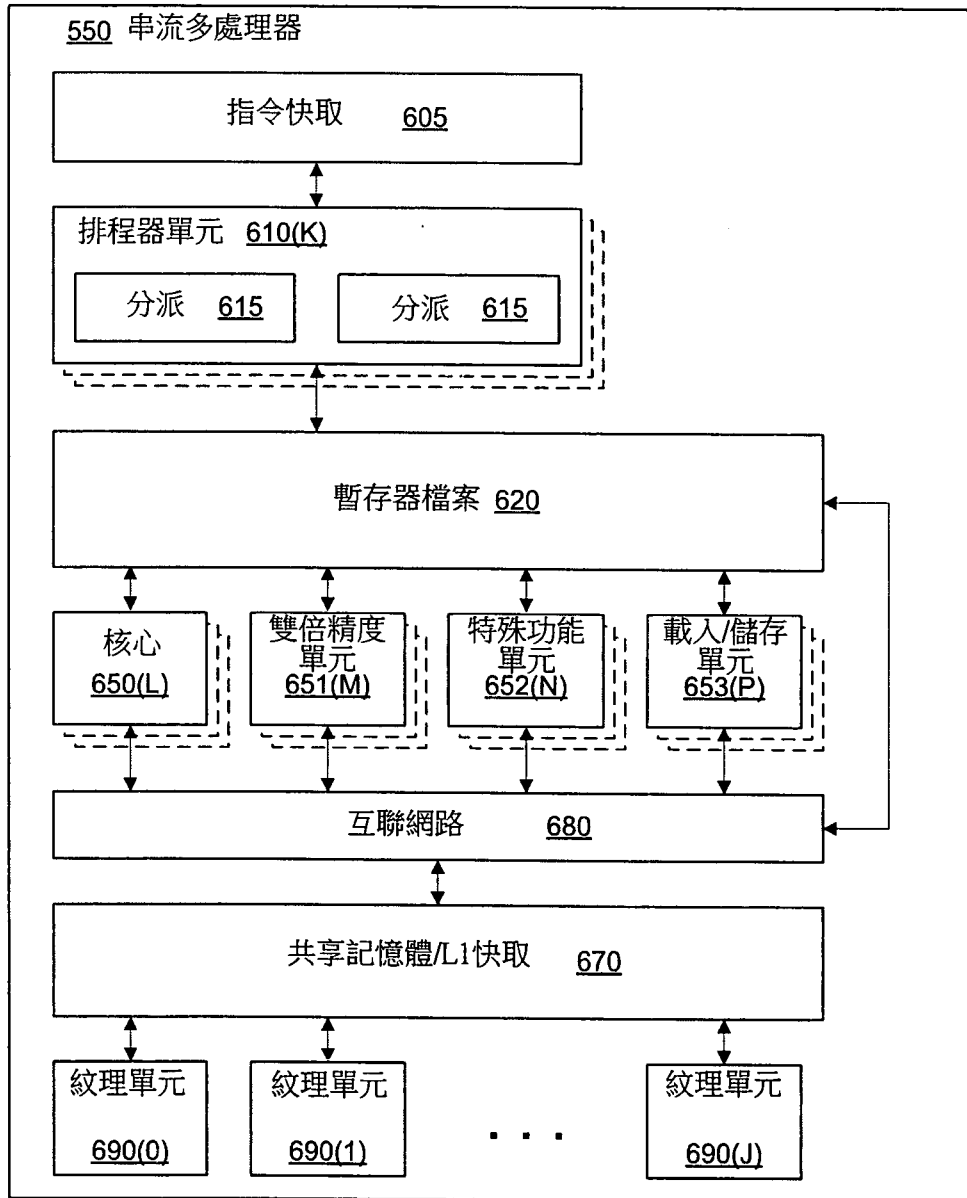 550 串流多處理器
指令快取 605
排程器單元 610(K)
分派 615
分派 615
暫存器檔案 620
核心
650(L)
雙倍精度
單元
651(M)
特殊功能
單元
652(N)
載入/儲存
單元
653(P)
互聯網路 680
共享記憶體/L1快取 670
紋理單元
690(0)
紋理單元
690(1)
. . .
紋理單元
690(J)